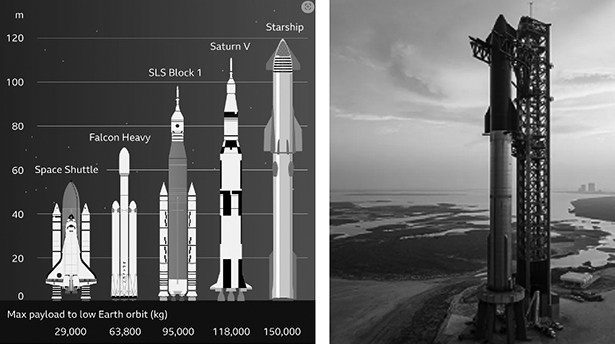 m
Starship
120
Saturn V
100
SLS Block 1
80
Falcon Heavy
60
Space Shuttle
40
20
0
Max payload to low Earth orbit (kg)
29,000 63,800 95,000 118,000 150,000